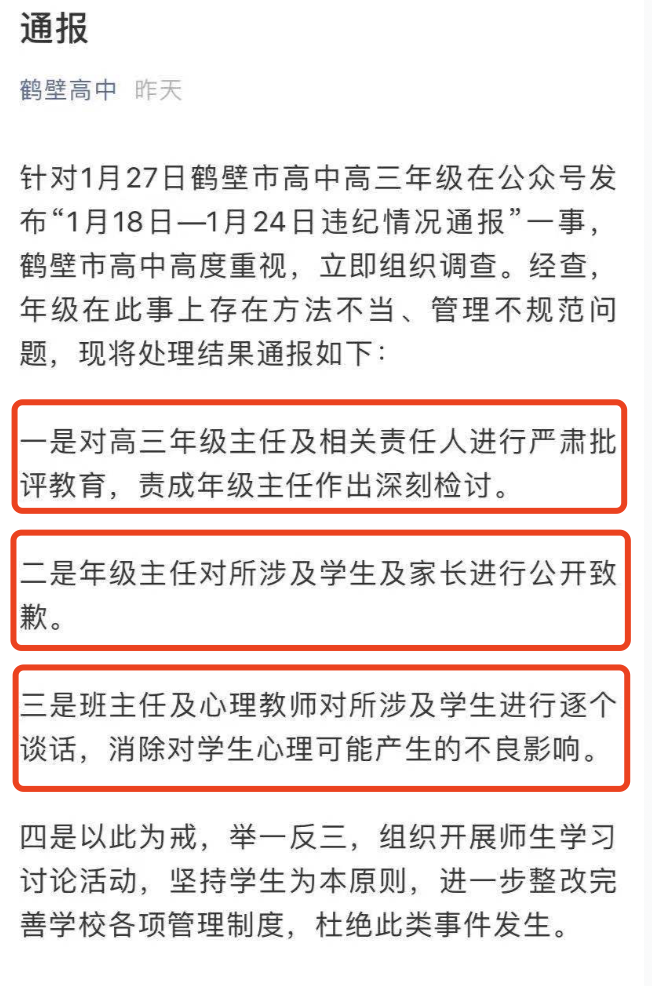 通报
鹤壁高中 昨天
针对1月27日鹤壁市高中高三年级在公众号发
布“1月18日—1月24日违纪情况通报”一事，
鹤壁市高中高度重视，立即组织调查。经查，
年级在此事上存在方法不当、管理不规范问
题，现将处理结果通报如下：
一是对高三年级主任及相关责任人进行严肃批
评教育，责成年级主任作出深刻检讨。
二是年级主任对所涉及学生及家长进行公开致
歉。
三是班主任及心理教师对所涉及学生进行逐个
谈话，消除对学生心理可能产生的不良影响。
四是以此为戒，举一反三，组织开展师生学习
讨论活动，坚持学生为本原则，进一步整改完
善学校各项管理制度，杜绝此类事件发生。